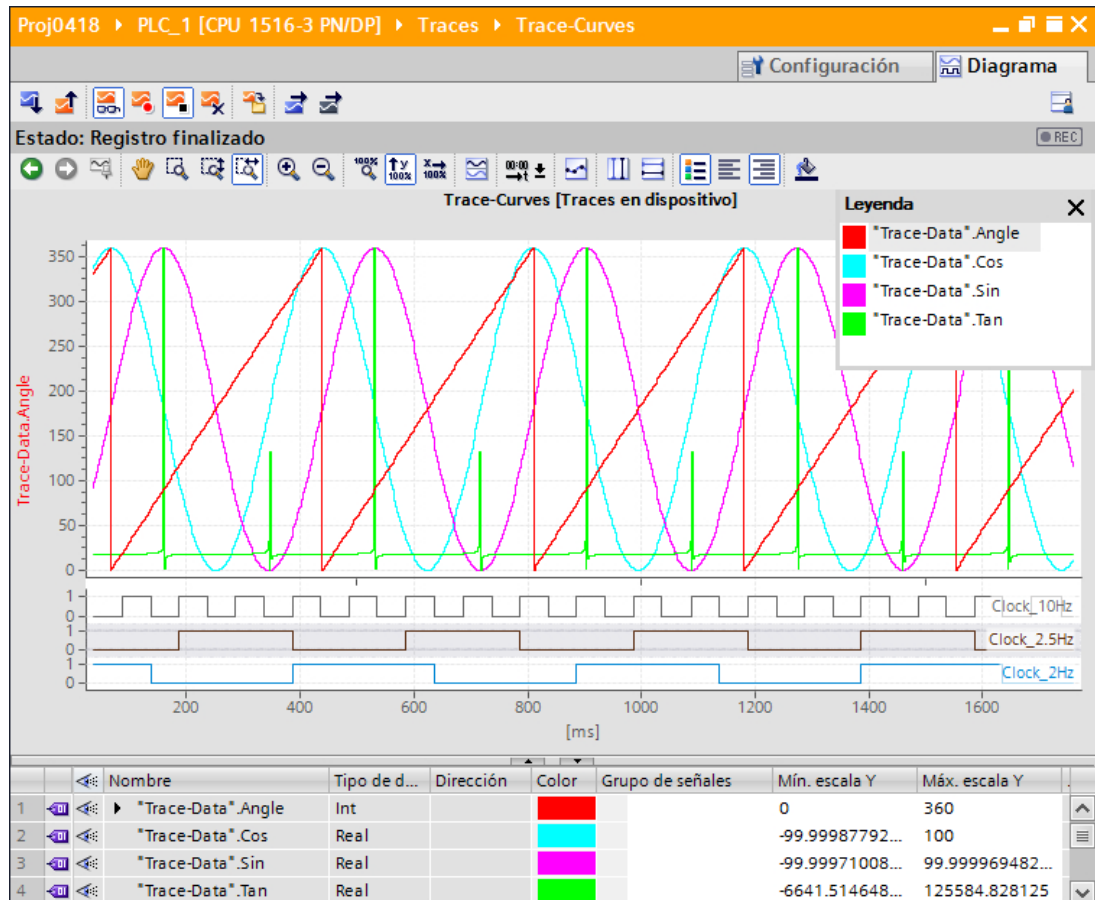 Proj0418 ▸ PLC_1 [CPU 1516-3 PN/DP] ▸ Traces ▸ Trace-Curves
Configuración Diagrama
Estado: Registro finalizado REC
Trace-Curves [Traces en dispositivo]
Leyenda
"Trace-Data".Angle
"Trace-Data".Cos
"Trace-Data".Sin
"Trace-Data".Tan
Trace-Data.Angle
350
300
250
200
150
100
50
0
1
0
Clock_10Hz
1
0
Clock_2.5Hz
1
0
Clock_2Hz
200 400 600 800 1000 1200 1400 1600
[ms]
Nombre Tipo de d... Dirección Color Grupo de señales Mín. escala Y Máx. escala Y
1 "Trace-Data".Angle Int 0 360
2 "Trace-Data".Cos Real -99.99987792... 100
3 "Trace-Data".Sin Real -99.99971008... 99.999969482...
4 "Trace-Data".Tan Real -6641.514648... 125584.828125